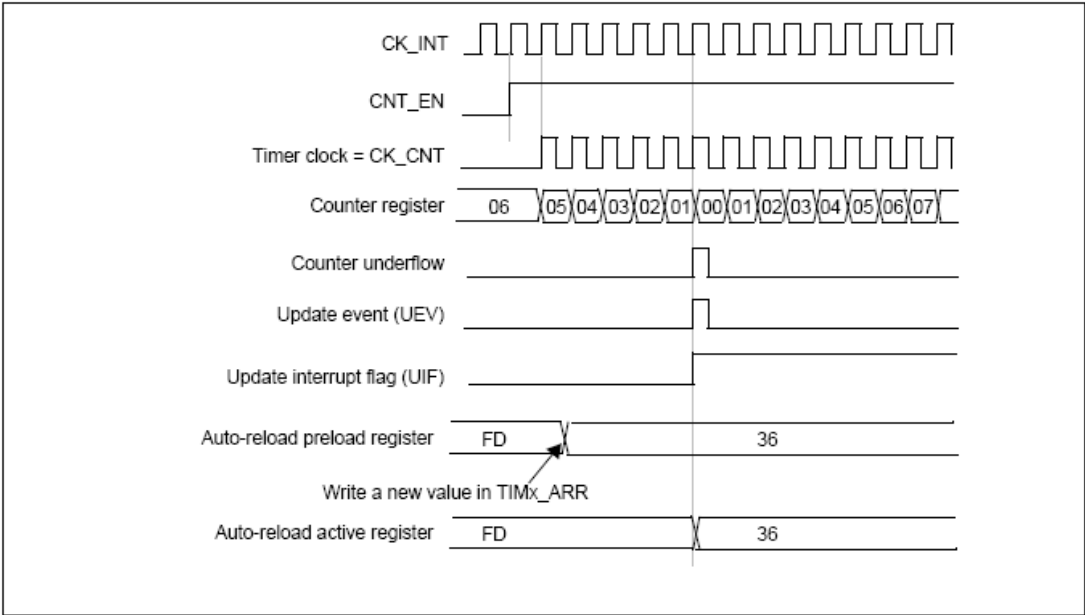 CK_INT
CNT_EN
Timer clock = CK_CNT
Counter register 06 05 04 03 02 01 00 01 02 03 04 05 06 07
Counter underflow
Update event (UEV)
Update interrupt flag (UIF)
Auto-reload preload register FD 36
Write a new value in TIMx_ARR
Auto-reload active register FD 36